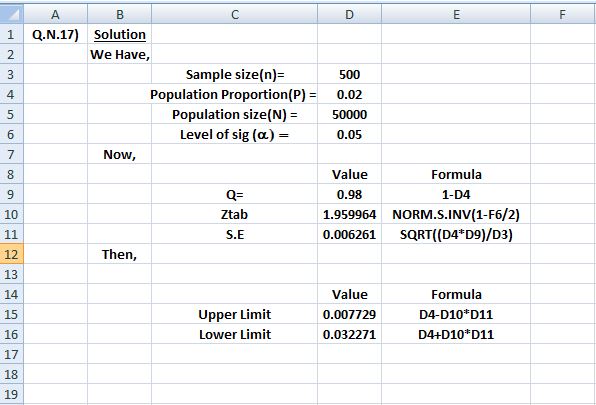 A B C D E F
1 Q.N.17) Solution
2 We Have,
3 Sample size(n)= 500
4 Population Proportion(P) = 0.02
5 Population size(N) = 50000
6 Level of sig (α) = 0.05
7 Now,
8 Value Formula
9 Q= 0.98 1-D4
10 Ztab 1.959964 NORM.S.INV(1-F6/2)
11 S.E 0.006261 SQRT((D4*D9)/D3)
12 Then,
13
14 Value Formula
15 Upper Limit 0.007729 D4-D10*D11
16 Lower Limit 0.032271 D4+D10*D11
17
18
19